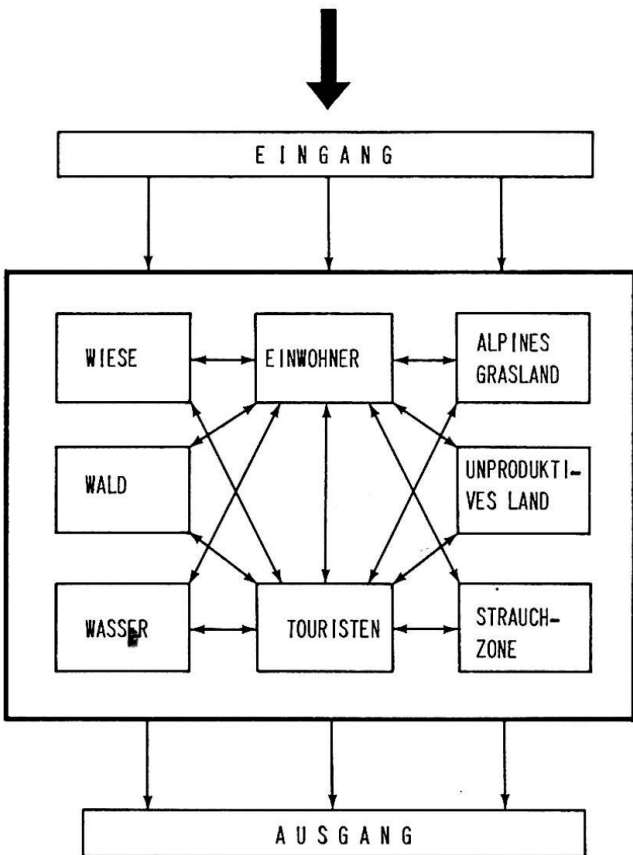 EINGANG
WIESE
EINWOHNER
ALPINES
GRASLAND
WALD
UNPRODUKTI-
VES LAND
WASSER
TOURISTEN
STRAUCH-
ZONE
AUSGANG